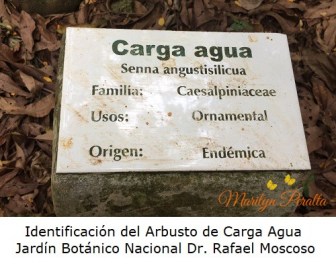 Carga agua
Senna angustisilicua
Familia: Caesalpiniaceae
Usos: Ornamental
Origen: Endémica
Marilyn Peralta
Identificación del Arbusto de Carga Agua
Jardín Botánico Nacional Dr. Rafael Moscoso